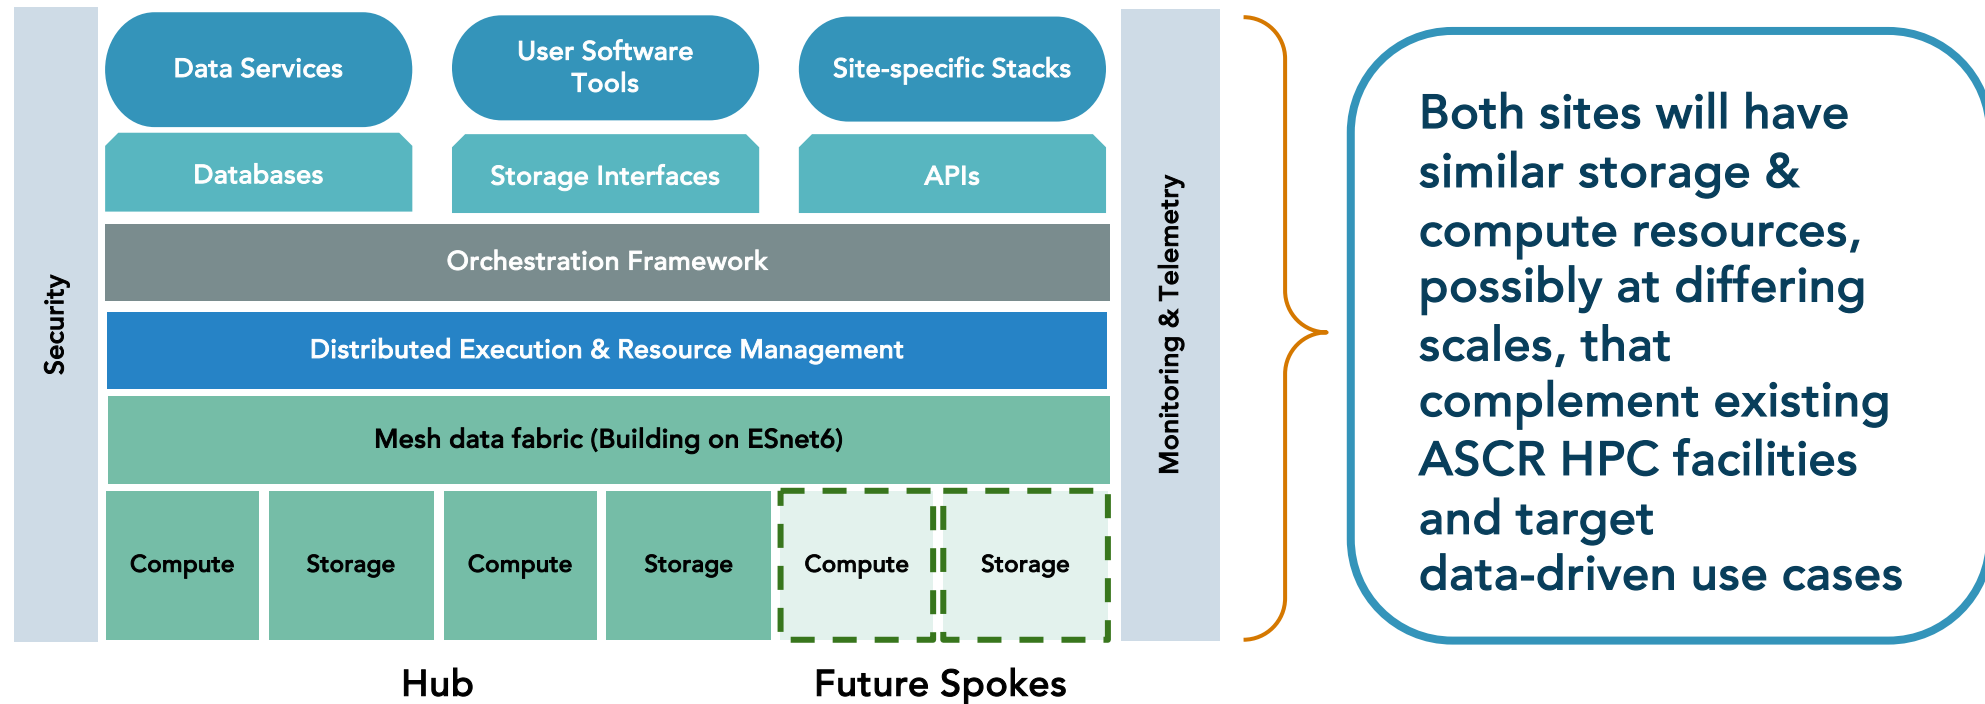 Security
Data Services
User Software
Tools
Site-specific Stacks
Databases
Storage Interfaces
APIs
Orchestration Framework
Distributed Execution & Resource Management
Mesh data fabric (Building on ESnet6)
Compute
Storage
Compute
Storage
Compute
Storage
Hub
Future Spokes
Monitoring & Telemetry
Both sites will have
similar storage &
compute resources,
possibly at differing
scales, that
complement existing
ASCR HPC facilities
and target
data-driven use cases